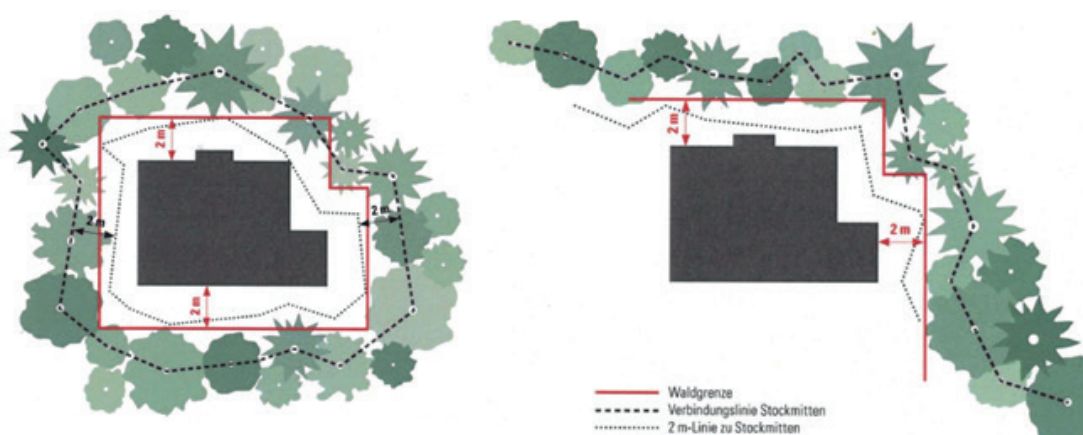 2 m
2 m
2 m
2 m
2 m
2 m
Waldgrenze
Verbindungslinie Stockmitten
2 m-Linie zu Stockmitten